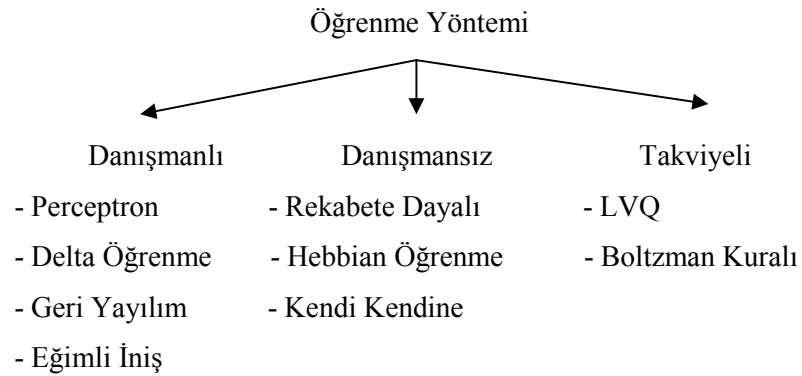 Öğrenme Yöntemi
Danışmanlı Danışmansız Takviyeli
- Perceptron - Rekabete Dayalı - LVQ
- Delta Öğrenme - Hebbian Öğrenme - Boltzman Kuralı
- Geri Yayılım - Kendi Kendine
- Eğimli İniş